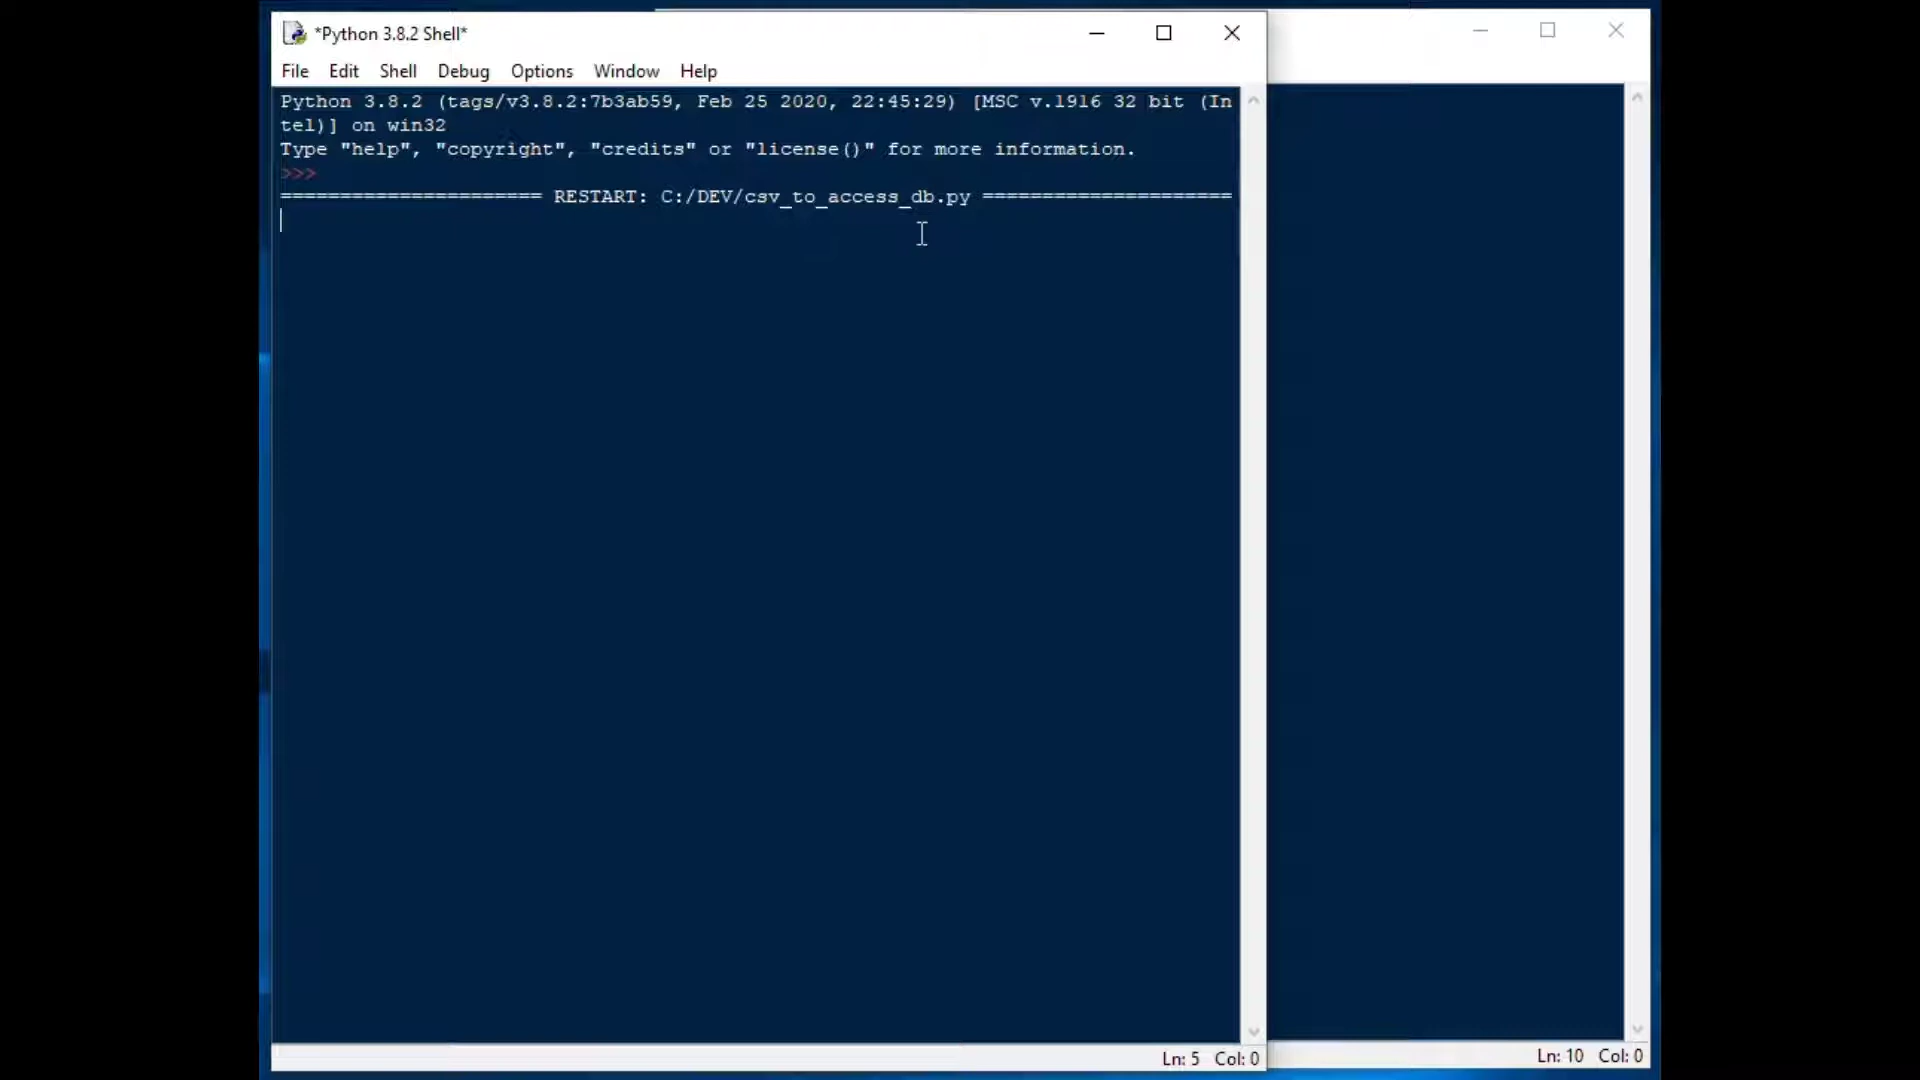 *Python 3.8.2 Shell*
File Edit Shell Debug Options Window Help
Python 3.8.2 (tags/v3.8.2:7b3ab59, Feb 25 2020, 22:45:29) [MSC v.1916 32 bit (In
tel)] on win32
Type "help", "copyright", "credits" or "license()" for more information.
>>>
====================== RESTART: C:/DEV/csv_to_access_db.py =====================
Ln: 5 Col: 0
Ln: 10 Col: 0